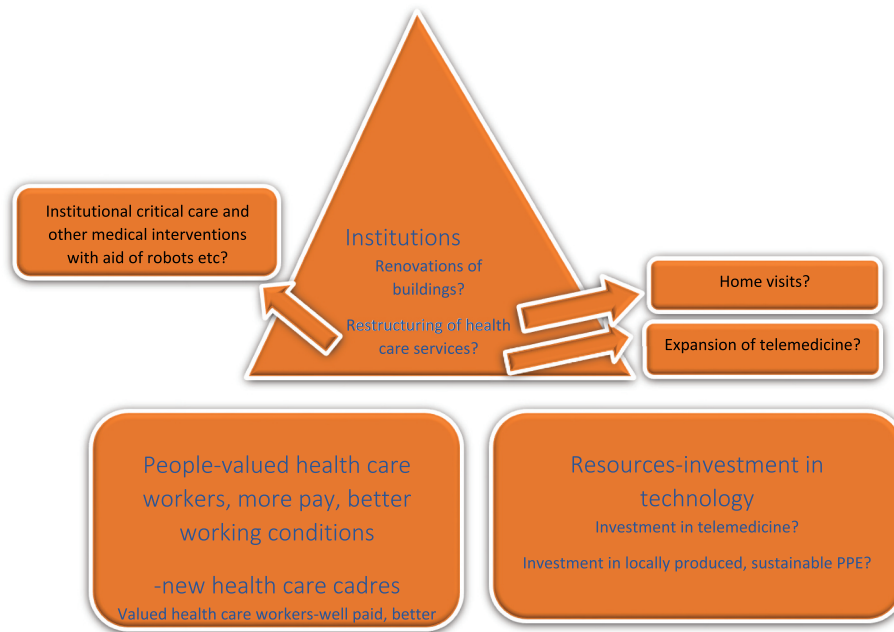 Institutional critical care and
other medical interventions
with aid of robots etc?
Institutions
Renovations of
buildings?
Restructuring of health
care services?
Home visits?
Expansion of telemedicine?
People-valued health care
workers, more pay, better
working conditions
-new health care cadres
Valued health care workers-well paid, better
Resources-investment in
technology
Investment in telemedicine?
Investment in locally produced, sustainable PPE?